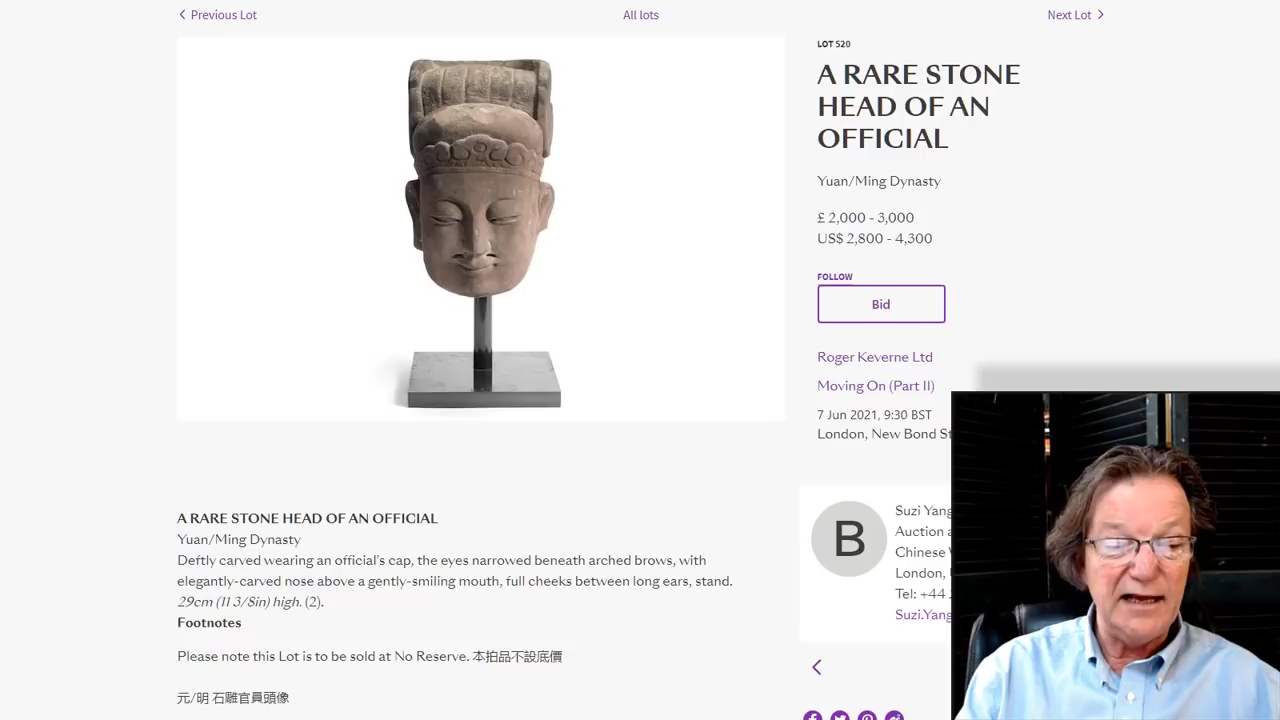 Previous Lot
All lots
Next Lot
LOT 520
A RARE STONE
HEAD OF AN
OFFICIAL
Yuan/Ming Dynasty
£ 2,000 - 3,000
US$ 2,800 - 4,300
FOLLOW
Bid
Roger Keverne Ltd
Moving On (Part II)
7 Jun 2021, 9:30 BST
London, New Bond St
B
Suzi Yang
Auction a
Chinese
London,
Tel: +44
Suzi.Yang
A RARE STONE HEAD OF AN OFFICIAL
Yuan/Ming Dynasty
Deftly carved wearing an official's cap, the eyes narrowed beneath arched brows, with
elegantly-carved nose above a gently-smiling mouth, full cheeks between long ears, stand.
29cm (11 3/8in) high. (2).
Footnotes
Please note this Lot is to be sold at No Reserve. 本拍品不設底價
元/明 石雕官員頭像